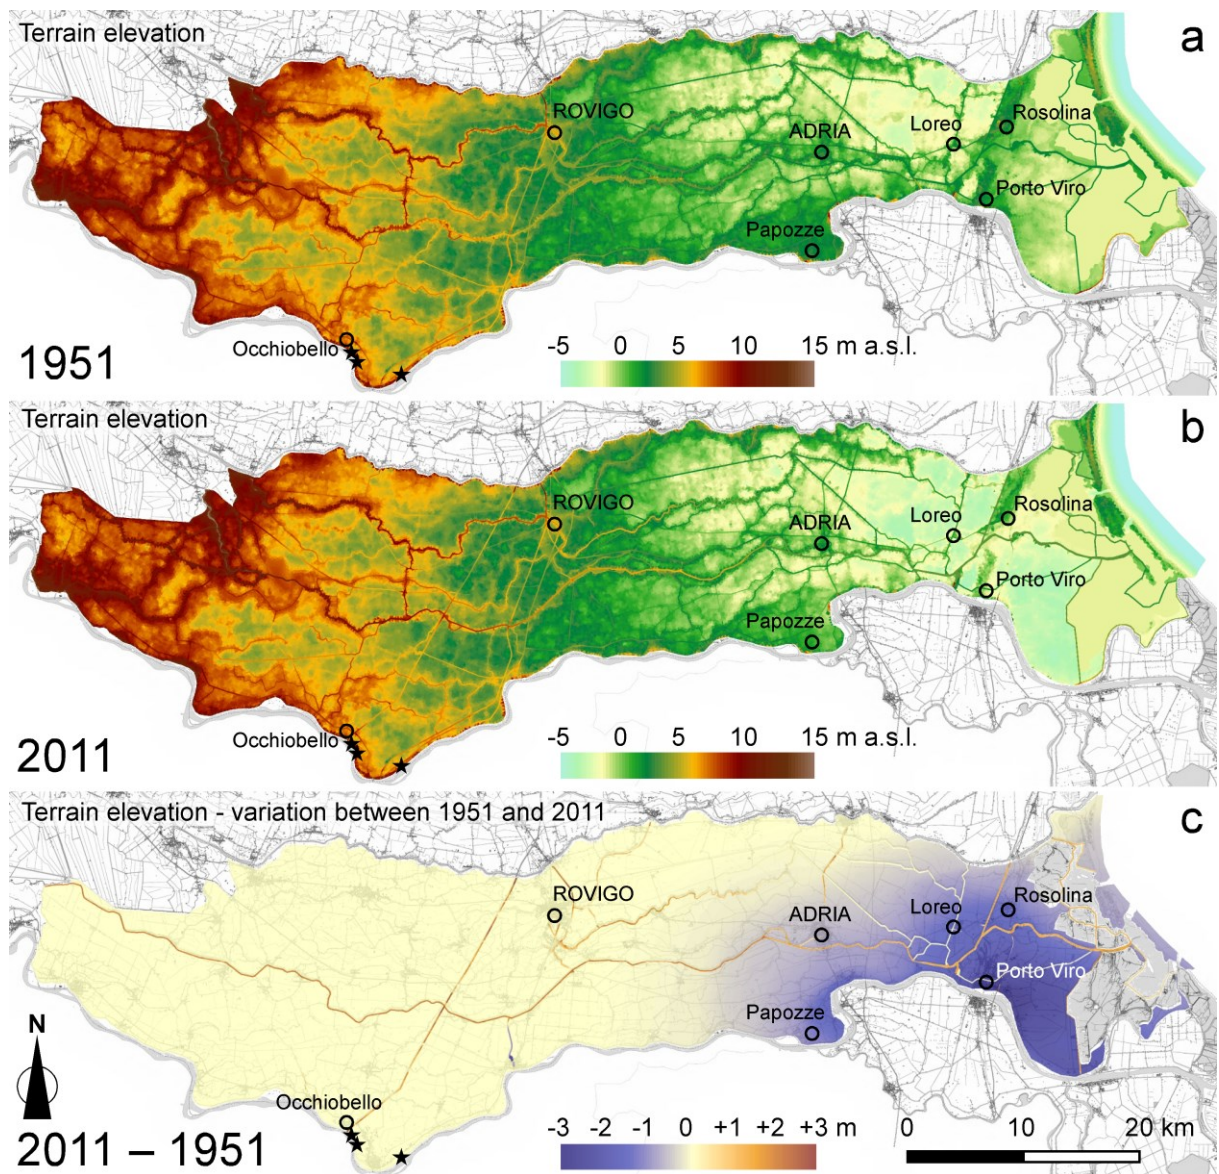 Terrain elevation
a
ROVIGO
ADRIA
Loreo
Rosolina
Porto Viro
Papozze
Occhiobello
1951
-5 0 5 10 15 m a.s.l.
Terrain elevation
b
ROVIGO
ADRIA
Loreo
Rosolina
Porto Viro
Papozze
Occhiobello
2011
-5 0 5 10 15 m a.s.l.
Terrain elevation - variation between 1951 and 2011
c
ROVIGO
ADRIA
Loreo
Rosolina
Porto Viro
Papozze
N
Occhiobello
2011 – 1951
-3 -2 -1 0 +1 +2 +3 m
0 20 km